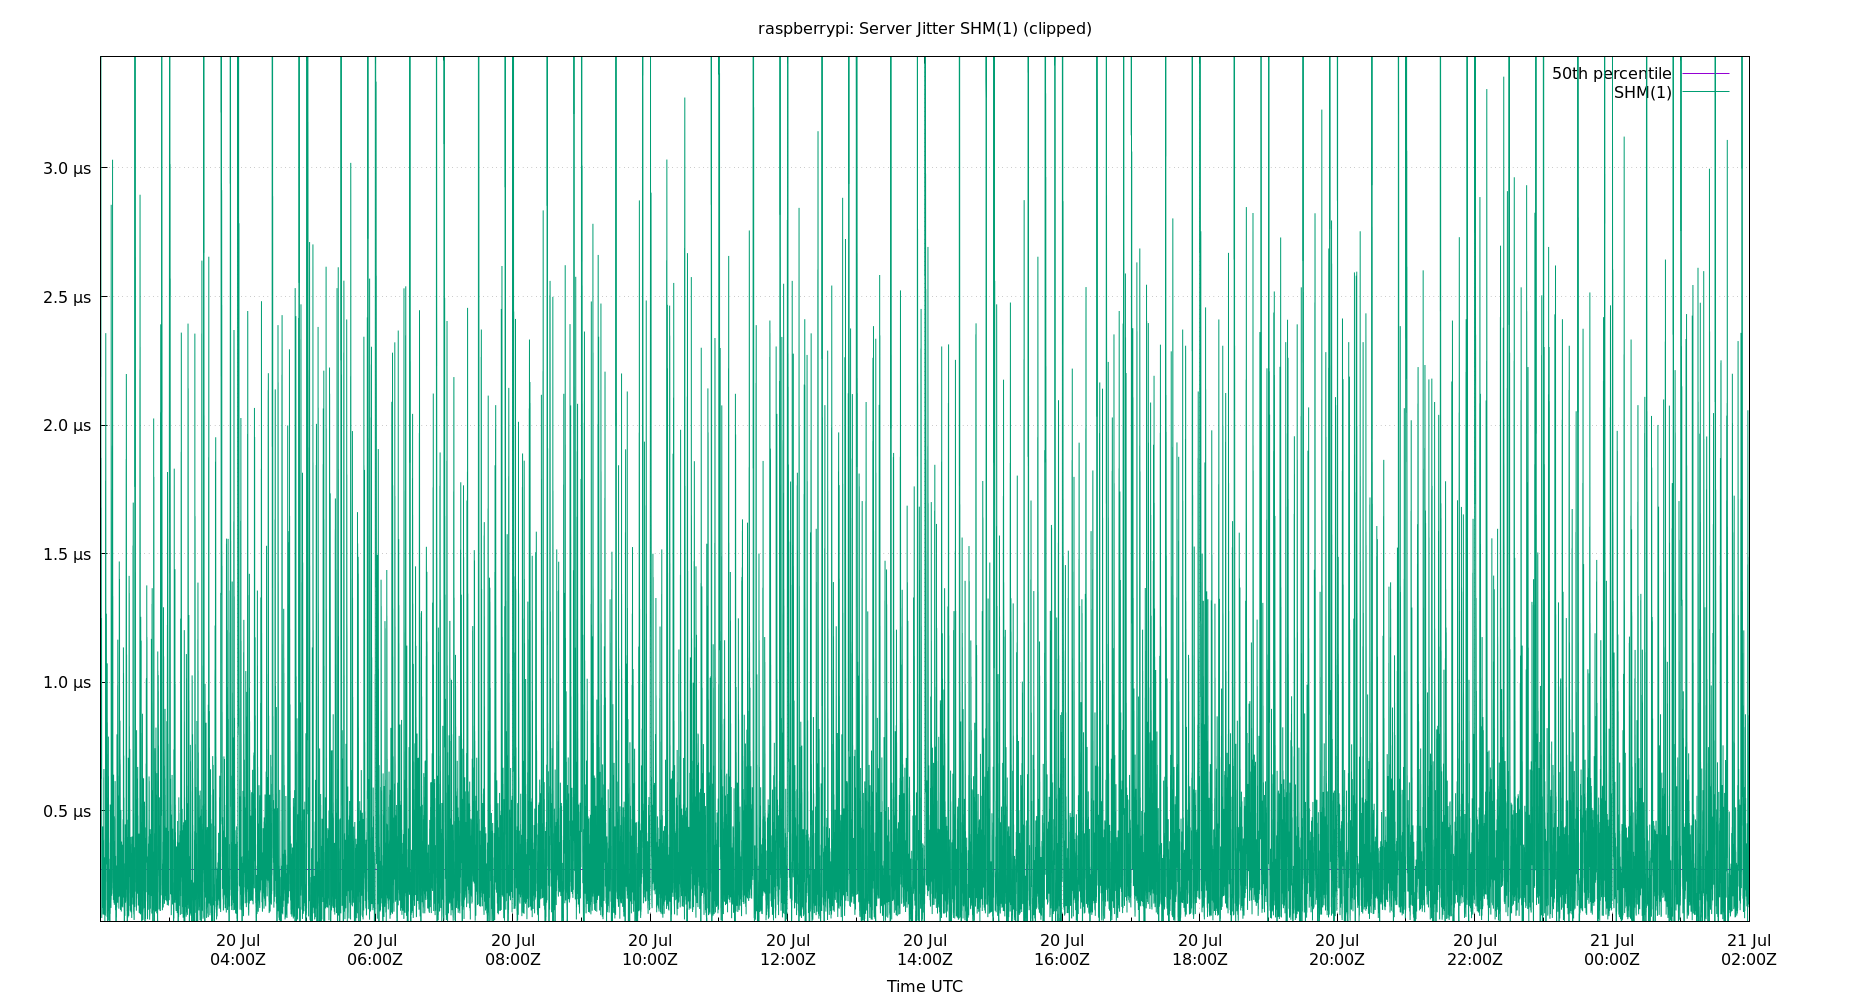 raspberrypi: Server Jitter SHM(1) (clipped)
50th percentile
SHM(1)
3.0 µs
2.5 µs
2.0 µs
1.5 µs
1.0 µs
0.5 µs
20 Jul 20 Jul 20 Jul 20 Jul 20 Jul 20 Jul 20 Jul 20 Jul 20 Jul 20 Jul 21 Jul 21 Jul
04:00Z 06:00Z 08:00Z 10:00Z 12:00Z 14:00Z 16:00Z 18:00Z 20:00Z 22:00Z 00:00Z 02:00Z
Time UTC